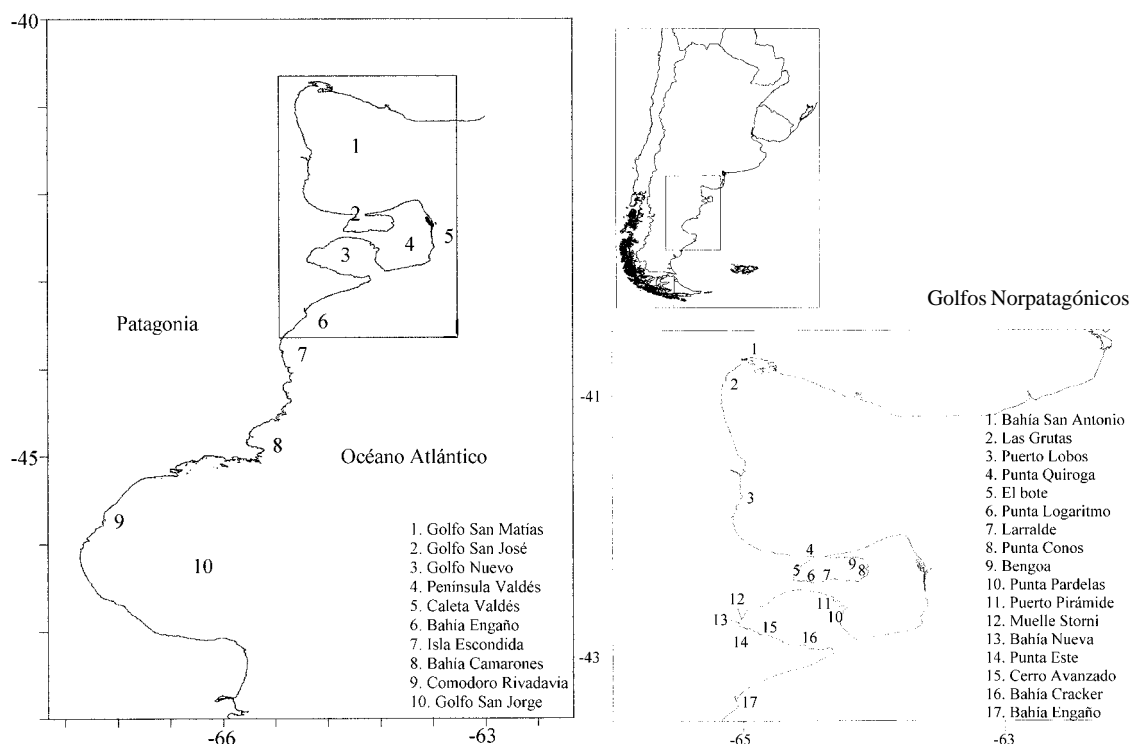 -40
1
2
3
4
5
6
7
8
9
10
Patagonia
Océano Atlántico
-45
-66
-63
1. Golfo San Matías
2. Golfo San José
3. Golfo Nuevo
4. Península Valdés
5. Caleta Valdés
6. Bahía Engaño
7. Isla Escondída
8. Bahía Camarones
9. Comodoro Rivadavia
10. Golfo San Jorge
Golfos Norpatagónicos
-41
-43
-65
-63
1
2
3
4
5
6
7
8
9
10
11
12
13
14
15
16
17
1. Bahía San Antonio
2. Las Grutas
3. Puerto Lobos
4. Punta Quiroga
5. El bote
6. Punta Logaritmo
7. Larralde
8. Punta Conos
9. Bengoa
10. Punta Pardelas
11. Puerto Pirámide
12. Muelle Storni
13. Bahía Nueva
14. Punta Este
15. Cerro Avanzado
16. Bahía Cracker
17. Bahía Engaño